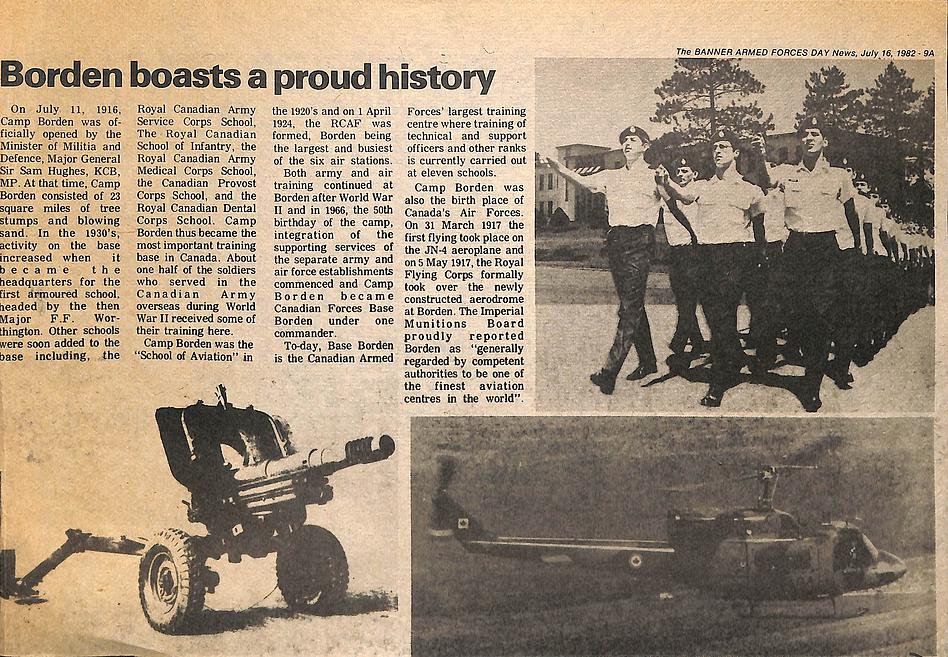 The BANNER ARMED FORCES DAY News, July 16, 1982 - 9A
Borden boasts a proud history
On July 11, 1916,
Camp Borden was of-
ficially opened by the
Minister of Militia and
Defence, Major General
Sir Sam Hughes, KCB,
MP. At that time, Camp
Borden consisted of 23
square miles of tree
stumps and blowing
sand. In the 1930's,
activity on the base
increased when it
became the
headquarters for the
first armoured school,
headed by the then
Major F.F. Wor-
thington. Other schools
were soon added to the
base including, the
Royal Canadian Army
Service Corps School,
The Royal Canadian
School of Infantry, the
Royal Canadian Army
Medical Corps School,
the Canadian Provost
Corps School, and the
Royal Canadian Dental
Corps School. Camp
Borden thus became the
most important training
base in Canada. About
one half of the soldiers
who served in the
Canadian Army
overseas during World
War II received some of
their training here.
Camp Borden was the
"School of Aviation" in
the 1920's and on 1 April
1924, the RCAF was
formed, Borden being
the largest and busiest
of the six air stations.
Both army and air
training continued at
Borden after World War
II and in 1966, the 50th
birthday of the camp,
integration of the
supporting services of
the separate army and
air force establishments
commenced and Camp
Borden became
Canadian Forces Base
Borden under one
commander.
To-day, Base Borden
is the Canadian Armed
Forces' largest training
centre where training of
technical and support
officers and other ranks
is currently carried out
at eleven schools.
Camp Borden was
also the birth place of
Canada's Air Forces.
On 31 March 1917 the
first flying took place on
the JN-4 aeroplane and
on 5 May 1917, the Royal
Flying Corps formally
took over the newly
constructed aerodrome
at Borden. The Imperial
Munitions Board
proudly reported
Borden as "generally
regarded by competent
authorities to be one of
the finest aviation
centres in the world".